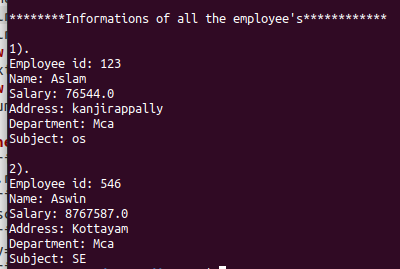 ********Informations of all the employee's************
1).
Employee id: 123
Name: Aslam
Salary: 76544.0
Address: kanjirappally
Department: Mca
Subject: os
2).
Employee id: 546
Name: Aswin
Salary: 8767587.0
Address: Kottayam
Department: Mca
Subject: SE